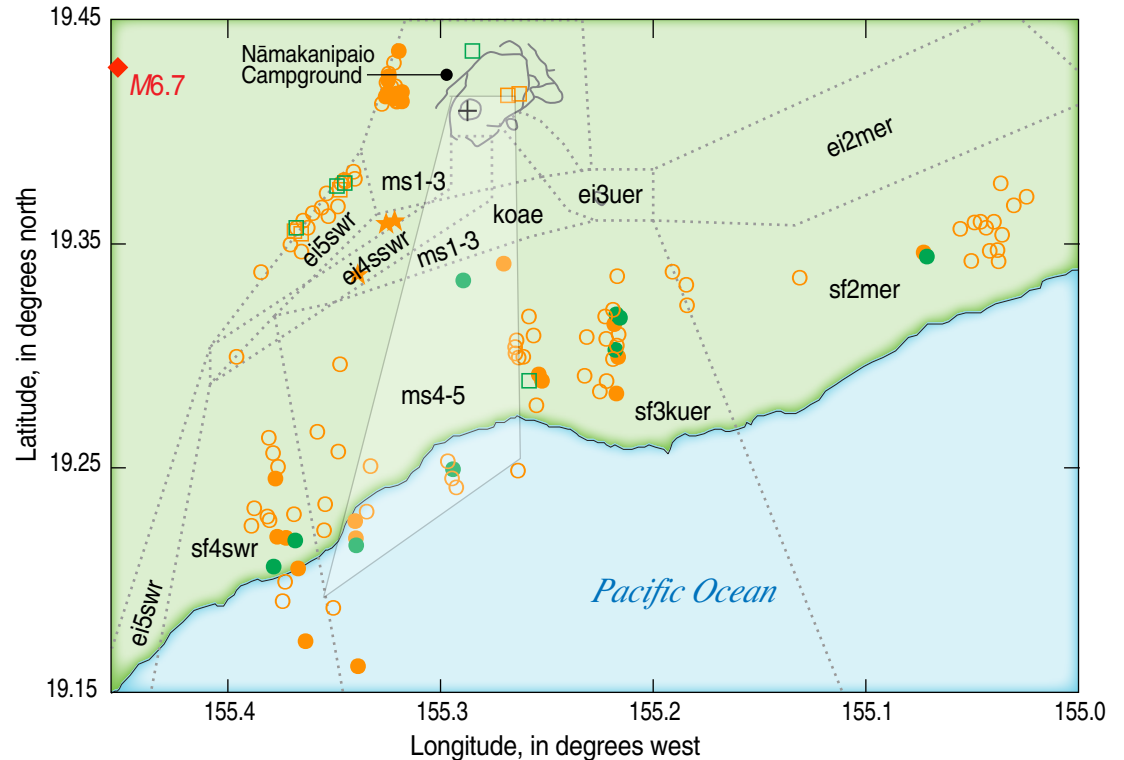 19.45
19.35
19.25
19.15
Latitude, in degrees north
M6.7
Nāmakanipaio
Campground
ms1-3
koae
ei3uer
ei2mer
ei5swr
ei4sswr
ms1-3
sf2mer
ms4-5
sf3kuer
sf4swr
ei5swr
Pacific Ocean
155.4
155.3
155.2
155.1
155.0
Longitude, in degrees west